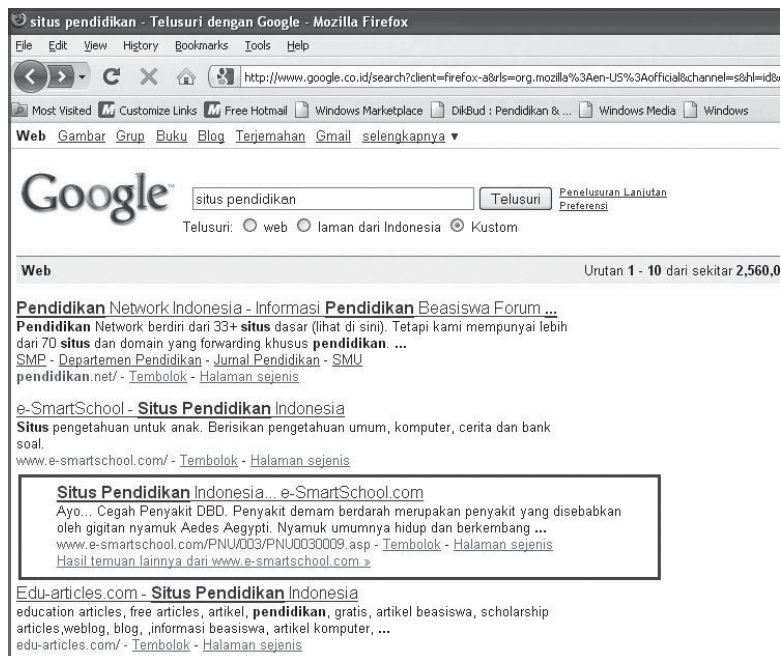 situs pendidikan - Telusuri dengan Google - Mozilla Firefox
File Edit View History Bookmarks Tools Help
http://www.google.co.id/search?client=firefox-a&rls=org.mozilla%3Aen-US%3Aofficial&channel=s&hl=id&
Most Visited Customize Links Free Hotmail Windows Marketplace DikBud : Pendidikan & ... Windows Media Windows
Web Gambar Grup Buku Blog Terjemahan Gmail selengkapnya ▼
Google™ situs pendidikan Telusuri Penelusuran Lanjutan
Preferensi
Telusuri: web laman dari Indonesia Kustom
Web Urutan 1 - 10 dari sekitar 2,560,0
Pendidikan Network Indonesia - Informasi Pendidikan Beasiswa Forum ...
Pendidikan Network berdiri dari 33+ situs dasar (lihat di sini). Tetapi kami mempunyai lebih
dari 70 situs dan domain yang forwarding khusus pendidikan. ...
SMP - Departemen Pendidikan - Jurnal Pendidikan - SMU
pendidikan.net/ - Tembolok - Halaman sejenis
e-SmartSchool - Situs Pendidikan Indonesia
Situs pengetahuan untuk anak. Berisikan pengetahuan umum, komputer, cerita dan bank
soal.
www.e-smartschool.com/ - Tembolok - Halaman sejenis
Situs Pendidikan Indonesia... e-SmartSchool.com
Ayo... Cegah Penyakit DBD. Penyakit demam berdarah merupakan penyakit yang disebabkan
oleh gigitan nyamuk Aedes Aegypti. Nyamuk umumnya hidup dan berkembang ...
www.e-smartschool.com/PNU/003/PNU0030009.asp - Tembolok - Halaman sejenis
Hasil temuan lainnya dari www.e-smartschool.com »
Edu-articles.com - Situs Pendidikan Indonesia
education articles, free articles, artikel, pendidikan, gratis, artikel beasiswa, scholarship
articles,weblog, blog, ,informasi beasiswa, artikel komputer, ...
edu-articles.com/ - Tembolok - Halaman sejenis